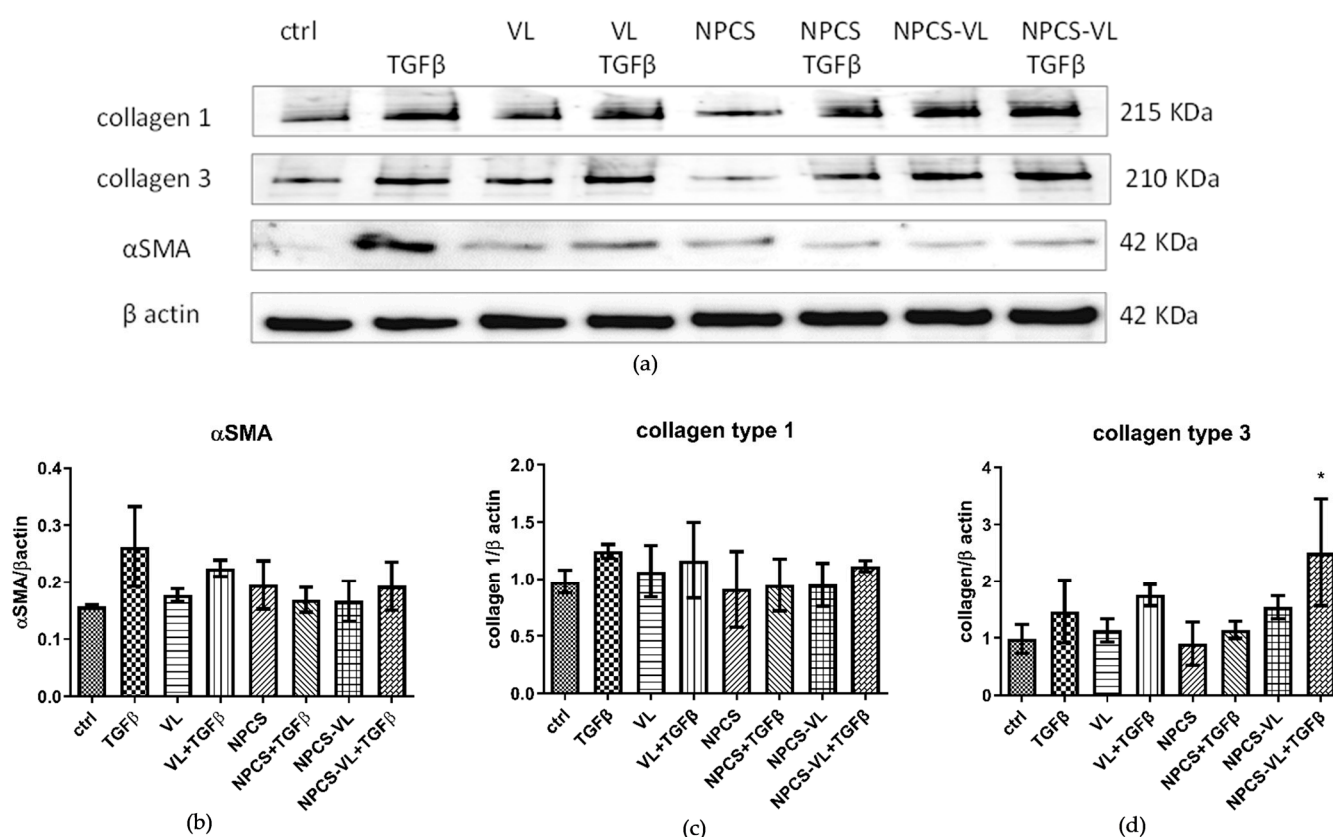 ctrl VL VL NPCS NPCS NPCS-VL NPCS-VL
TGFβ TGFβ TGFβ TGFβ
collagen 1 215 KDa
collagen 3 210 KDa
αSMA 42 KDa
β actin 42 KDa
(a)
αSMA
αSMA/βactin
0.4
0.3
0.2
0.1
0.0
ctrl
TGFβ
VL
VL+TGFβ
NPCS
NPCS+TGFβ
NPCS-VL
NPCS-VL+TGFβ
(b)
collagen type 1
collagen 1/β actin
2.0
1.5
1.0
0.5
0.0
ctrl
TGFβ
VL
VL+TGFβ
NPCS
NPCS+TGFβ
NPCS-VL
NPCS-VL+TGFβ
(c)
collagen type 3
collagen/β actin
4
3
2
1
0
*
ctrl
TGFβ
VL
VL+TGFβ
NPCS
NPCS+TGFβ
NPCS-VL
NPCS-VL+TGFβ
(d)